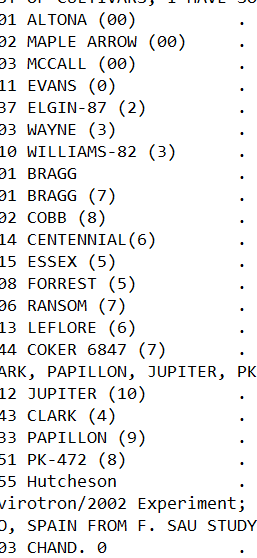 01 ALTONA (00) .
02 MAPLE ARROW (00) .
03 MCCALL (00) .
11 EVANS (0) .
37 ELGIN-87 (2) .
03 WAYNE (3) .
10 WILLIAMS-82 (3) .
01 BRAGG .
01 BRAGG (7) .
02 COBB (8) .
14 CENTENNIAL(6) .
15 ESSEX (5) .
08 FORREST (5) .
06 RANSOM (7) .
13 LEFLORE (6) .
44 COKER 6847 (7) .
ARK, PAPILLON, JUPITER, PK
12 JUPITER (10) .
43 CLARK (4) .
33 PAPILLON (9) .
51 PK-472 (8) .
55 Hutcheson .
virotron/2002 Experiment;
O, SPAIN FROM F. SAU STUDY
03 CHAND. 0 .